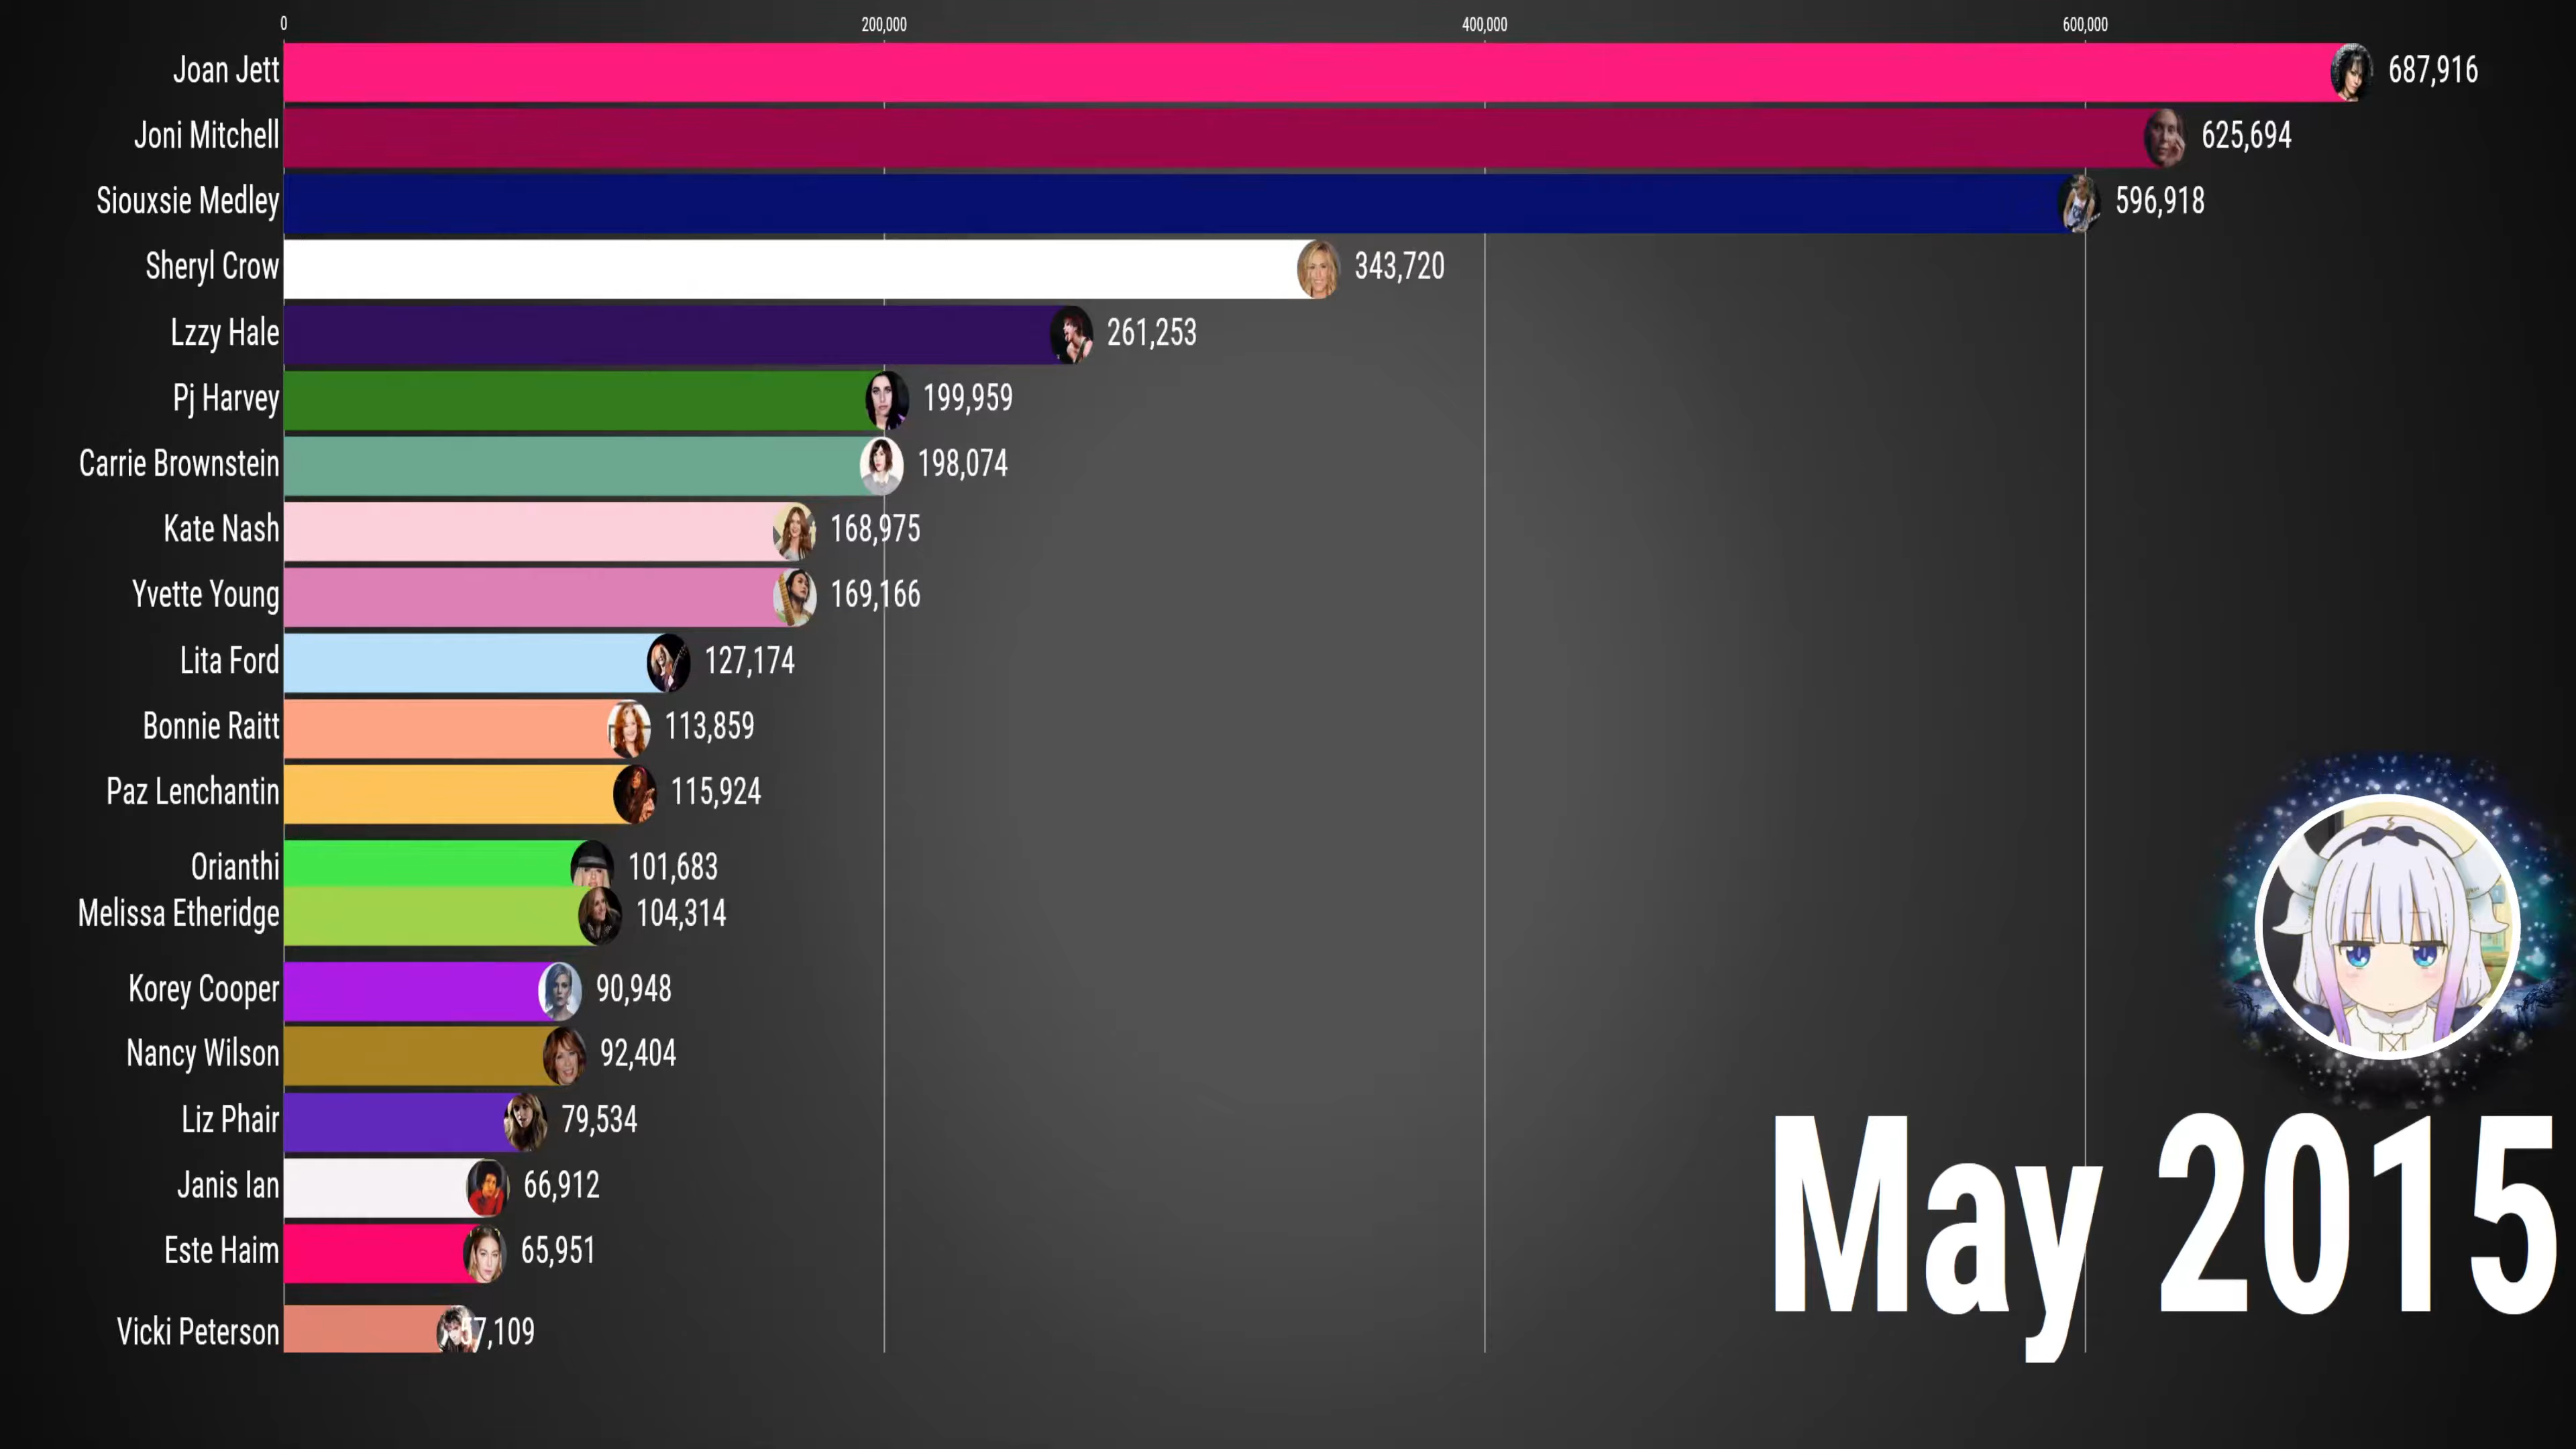 0 200,000 400,000 600,000
Joan Jett 687,916
Joni Mitchell 625,694
Siouxsie Medley 596,918
Sheryl Crow 343,720
Lzzy Hale 261,253
Pj Harvey 199,959
Carrie Brownstein 198,074
Kate Nash 168,975
Yvette Young 169,166
Lita Ford 127,174
Bonnie Raitt 113,859
Paz Lenchantin 115,924
Orianthi 101,683
Melissa Etheridge 104,314
Korey Cooper 90,948
Nancy Wilson 92,404
Liz Phair 79,534
Janis Ian 66,912
Este Haim 65,951
Vicki Peterson 57,109
May 2015